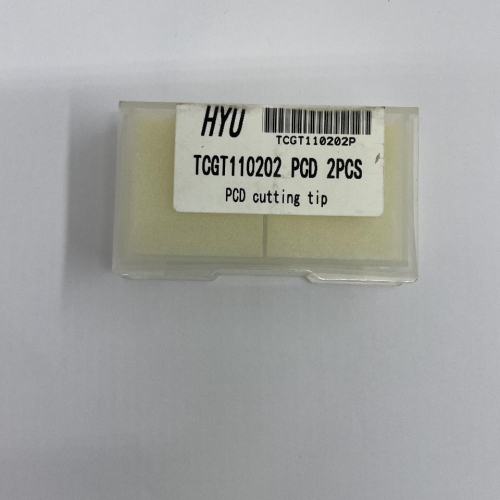 HYU
TCGT110202P
TCGT110202 PCD 2PCS
PCD cutting tip